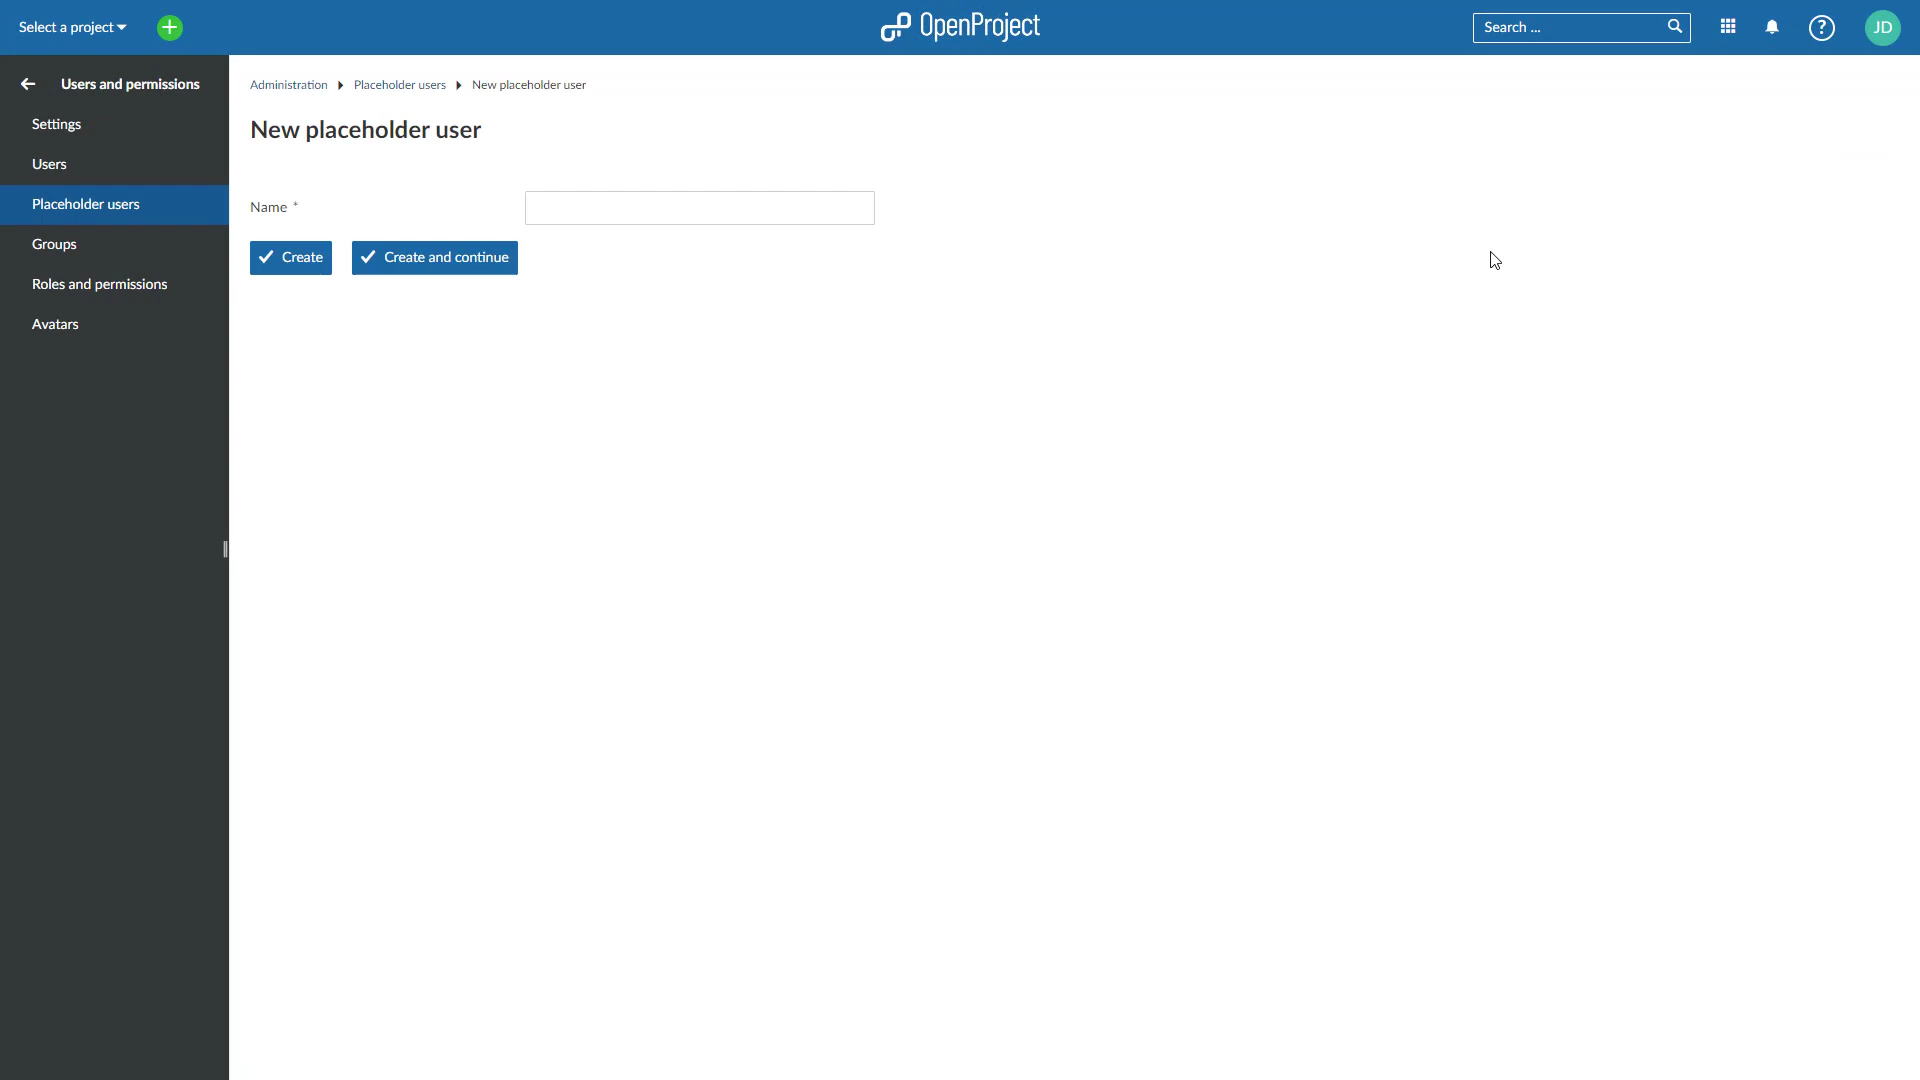 Select a project
OpenProject
Search ...
?
JD
Users and permissions
Settings
Users
Placeholder users
Groups
Roles and permissions
Avatars
Administration Placeholder users New placeholder user
New placeholder user
Name *
Create Create and continue